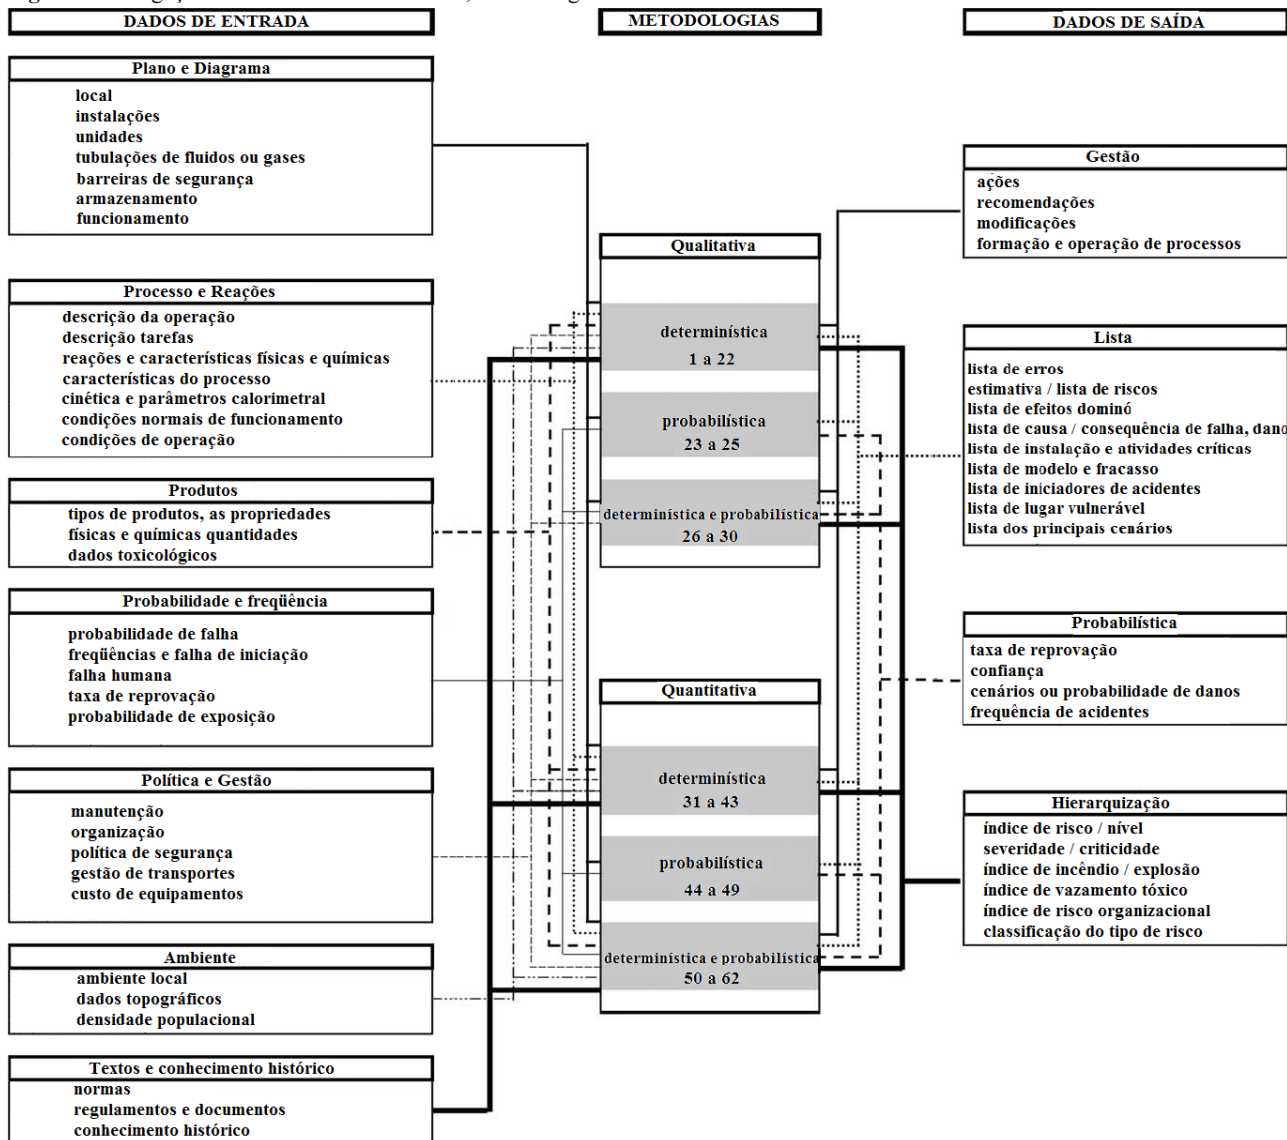 DADOS DE ENTRADA
Plano e Diagrama
local
instalações
unidades
tubulações de fluidos ou gases
barreiras de segurança
armazenamento
funcionamento
Processo e Reações
descrição da operação
descrição tarefas
reações e características físicas e químicas
características do processo
cinética e parâmetros calorimetral
condições normais de funcionamento
condições de operação
Produtos
tipos de produtos, as propriedades
físicas e químicas quantidades
dados toxicológicos
Probabilidade e freqüência
probabilidade de falha
freqüências e falha de iniciação
falha humana
taxa de reprovação
probabilidade de exposição
Política e Gestão
manutenção
organização
política de segurança
gestão de transportes
custo de equipamentos
Ambiente
ambiente local
dados topográficos
densidade populacional
Textos e conhecimento histórico
normas
regulamentos e documentos
conhecimento histórico
METODOLOGIAS
Qualitativa
determinística
1 a 22
probabilística
23 a 25
determinística e probabilística
26 a 30
Quantitativa
determinística
31 a 43
probabilística
44 a 49
determinística e probabilística
50 a 62
DADOS DE SAÍDA
Gestão
ações
recomendações
modificações
formação e operação de processos
Lista
lista de erros
estimativa / lista de riscos
lista de efeitos dominó
lista de causa / consequência de falha, dano
lista de instalação e atividades críticas
lista de modelo e fracasso
lista de iniciadores de acidentes
lista de lugar vulnerável
lista dos principais cenários
Probabilística
taxa de reprovação
confiança
cenários ou probabilidade de danos
frequência de acidentes
Hierarquização
índice de risco / nível
severidade / criticidade
índice de incêndio / explosão
índice de vazamento tóxico
índice de risco organizacional
classificação do tipo de risco